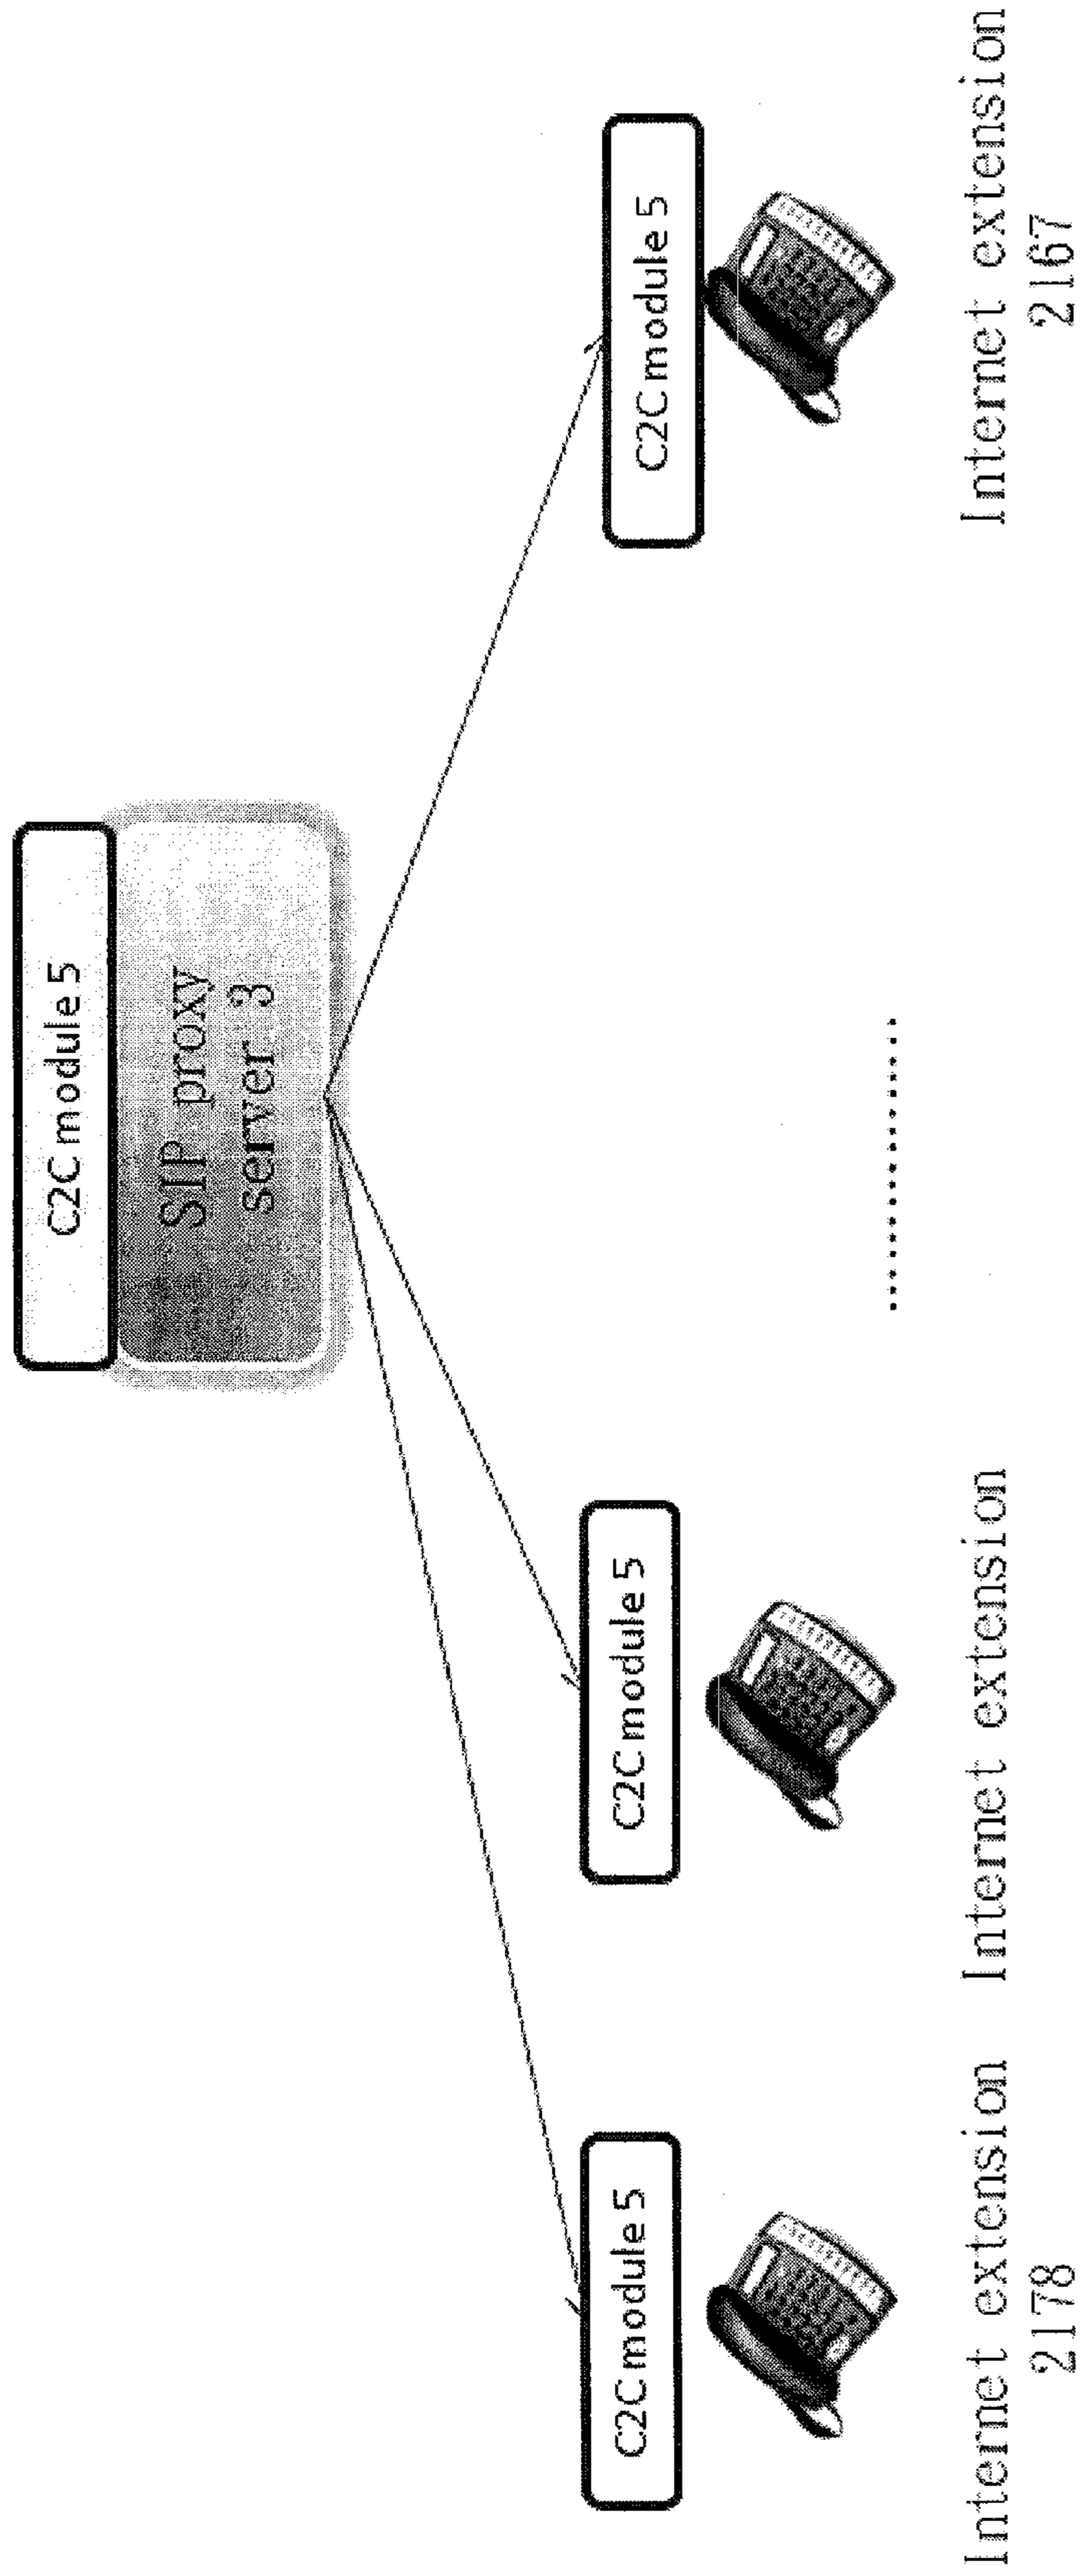 C2C module 5
SIP proxy
server 3
C2C module 5
C2C module 5
C2C module 5
Internet extension
2178
Internet extension
..............
Internet extension
2167